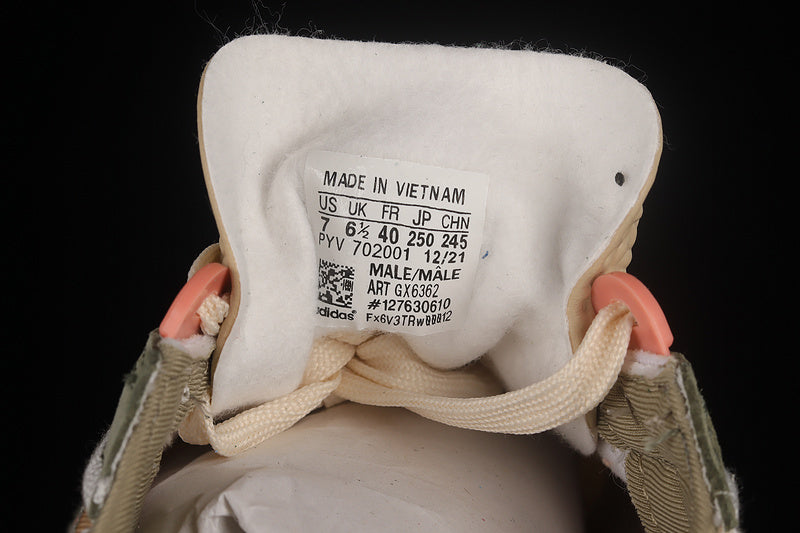 MADE IN VIETNAM
US UK FR JP CHN
7 6½ 40 250 245
PYV 702001 12/21
MALE/MÂLE
ART GX6362
#127630610
adidas